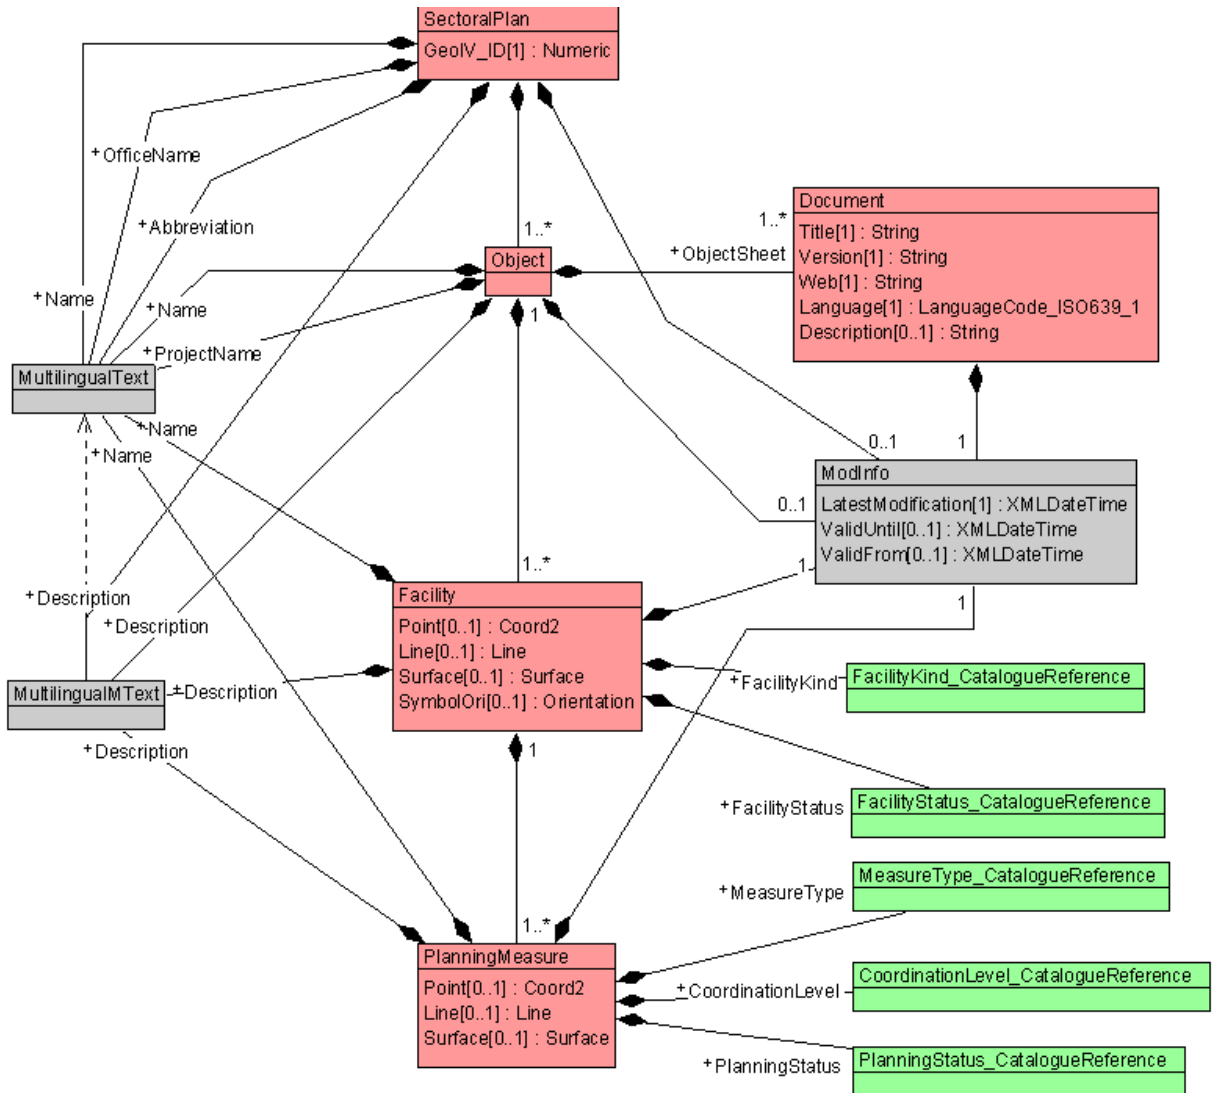 SectoralPlan
GeoIV_ID[1] : Numeric
+OfficeName
+Abbreviation
1..*
Document
1..*
Title[1] : String
Version[1] : String
Web[1] : String
Language[1] : LanguageCode_ISO639_1
Description[0..1] : String
+ObjectSheet
Object
+Name
+Name
1
+ProjectName
MultilingualText
+Name
+Name
0..1
1
ModInfo
LatestModification[1] : XMLDateTime
ValidUntil[0..1] : XMLDateTime
ValidFrom[0..1] : XMLDateTime
0..1
1..*
1
1
Facility
Point[0..1] : Coord2
Line[0..1] : Line
Surface[0..1] : Surface
SymbolOri[0..1] : Orientation
+Description
+Description
MultilingualMText
+Description
+FacilityKind
FacilityKind_CatalogueReference
+Description
1
+FacilityStatus
FacilityStatus_CatalogueReference
+MeasureType
MeasureType_CatalogueReference
1..*
PlanningMeasure
Point[0..1] : Coord2
Line[0..1] : Line
Surface[0..1] : Surface
+CoordinationLevel
CoordinationLevel_CatalogueReference
+PlanningStatus
PlanningStatus_CatalogueReference